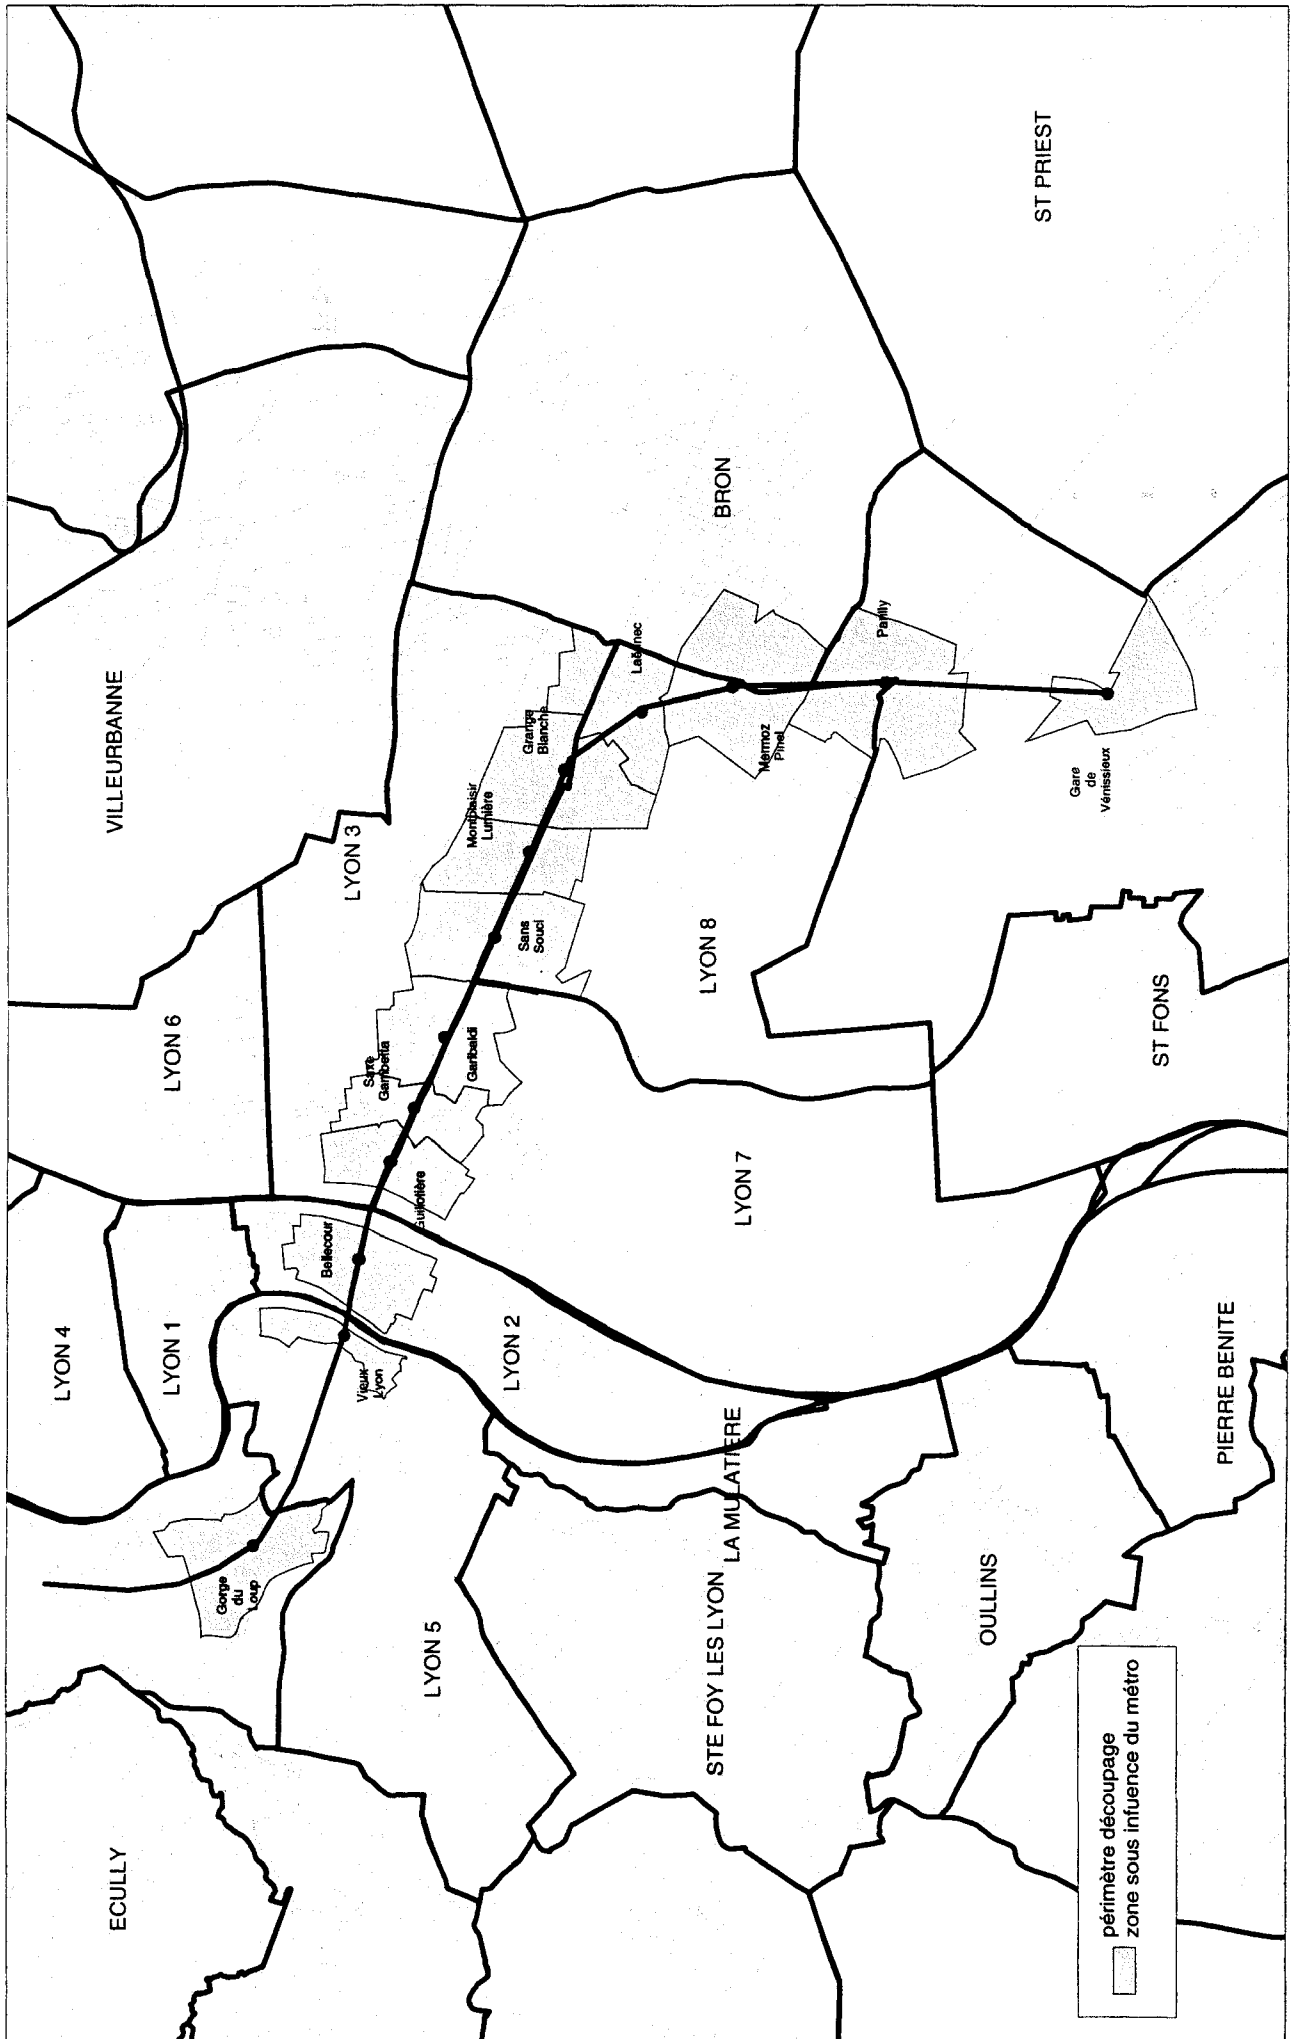 ECULLY
LYON 4
LYON 6
VILLEURBANNE
LYON 1
Gorge
du
Loup
Vieux
Lyon
Bellecour
Guillotière
Saxe
Gambetta
Garibaldi
LYON 3
Sans
Souci
Montplaisir
Lumière
Grange
Blanche
Laënnec
LYON 5
LYON 2
LYON 7
LYON 8
Mermoz
Pinel
BRON
Parilly
STE FOY LES LYON
LA MULATIERE
OULLINS
PIERRE BENITE
ST FONS
Gare
de
Vénissieux
ST PRIEST
périmètre découpage
zone sous infuence du métro